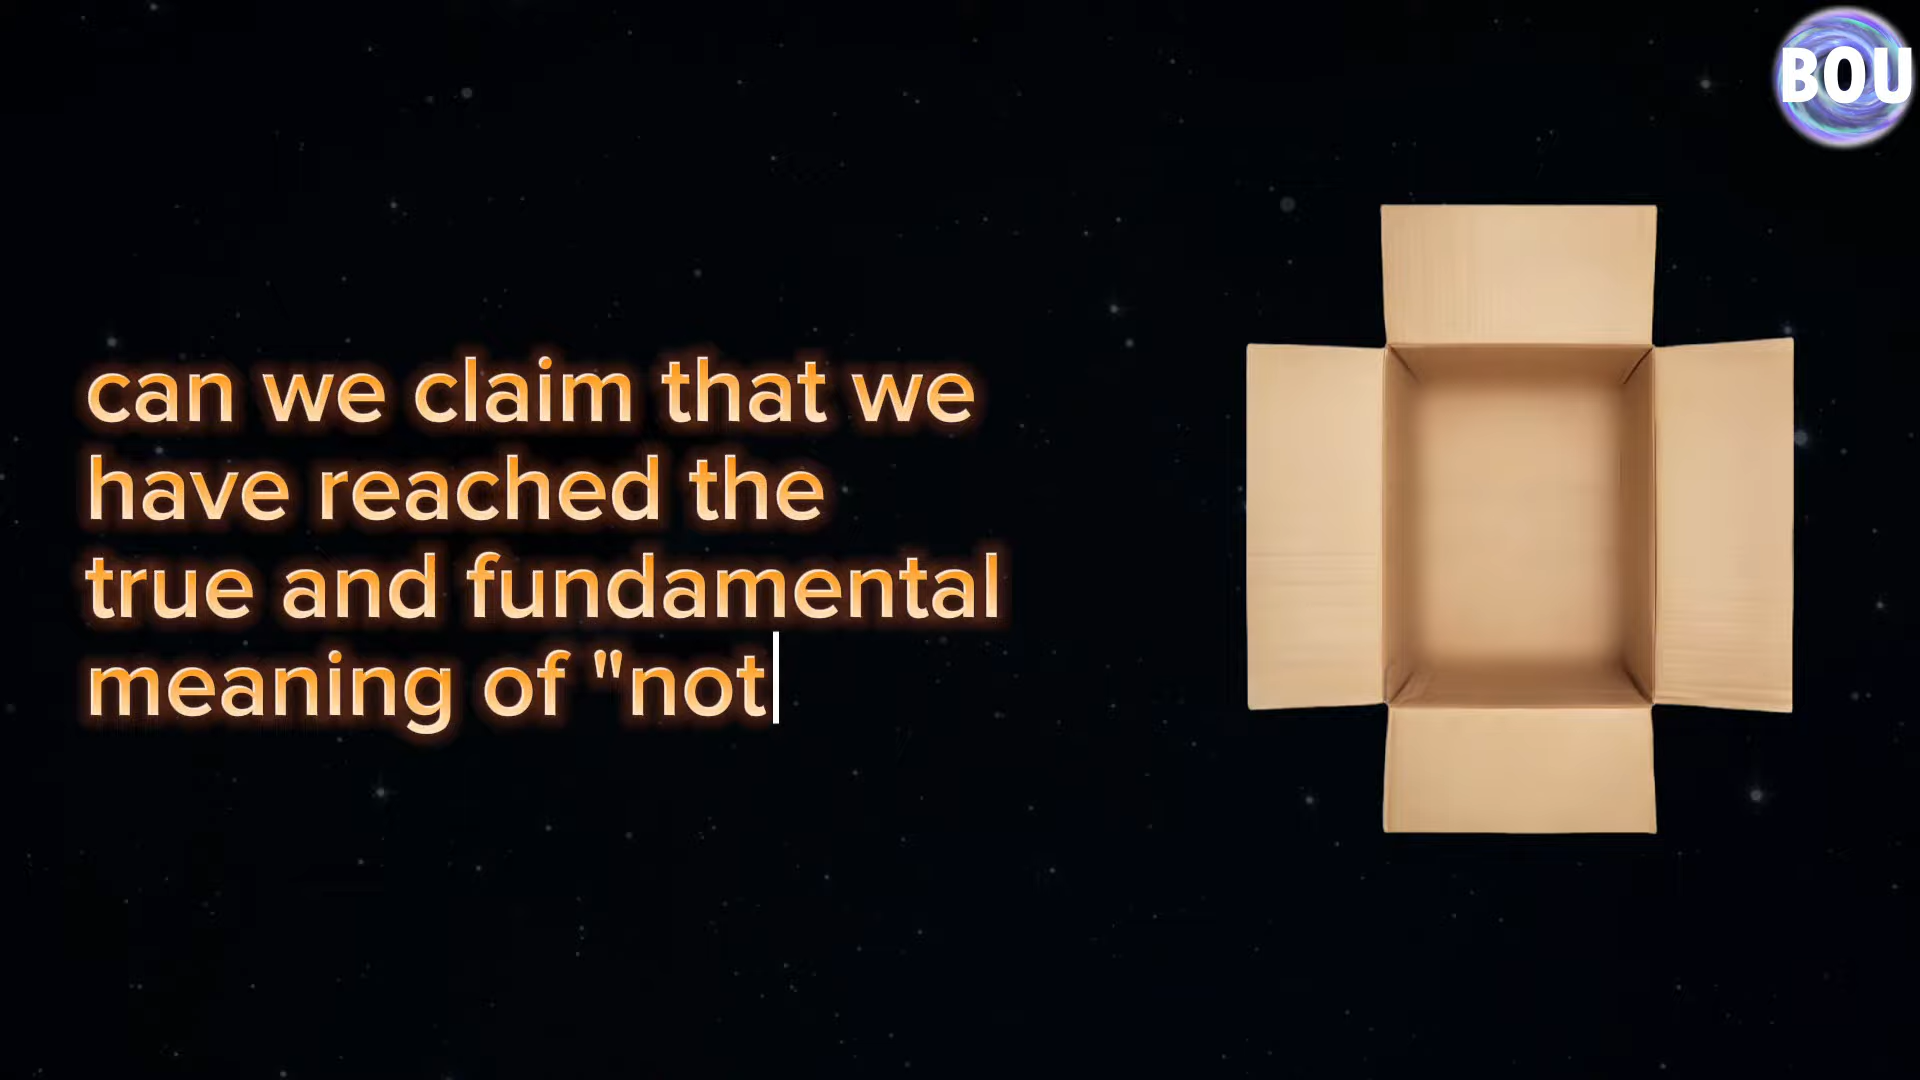 BOU
can we claim that we
have reached the
true and fundamental
meaning of "not